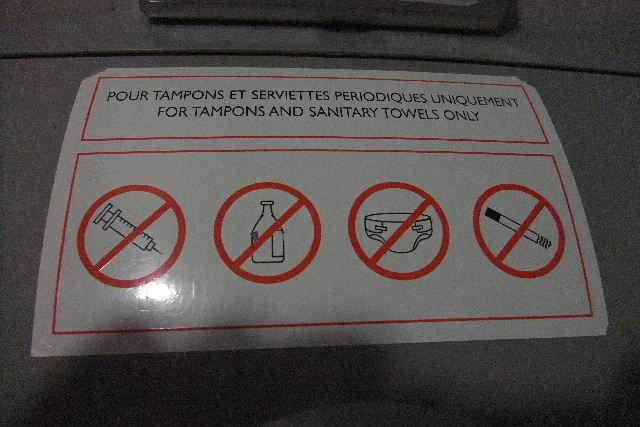 POUR TAMPONS ET SERVIETTES PERIODIQUES UNIQUEMENT
FOR TAMPONS AND SANITARY TOWELS ONLY